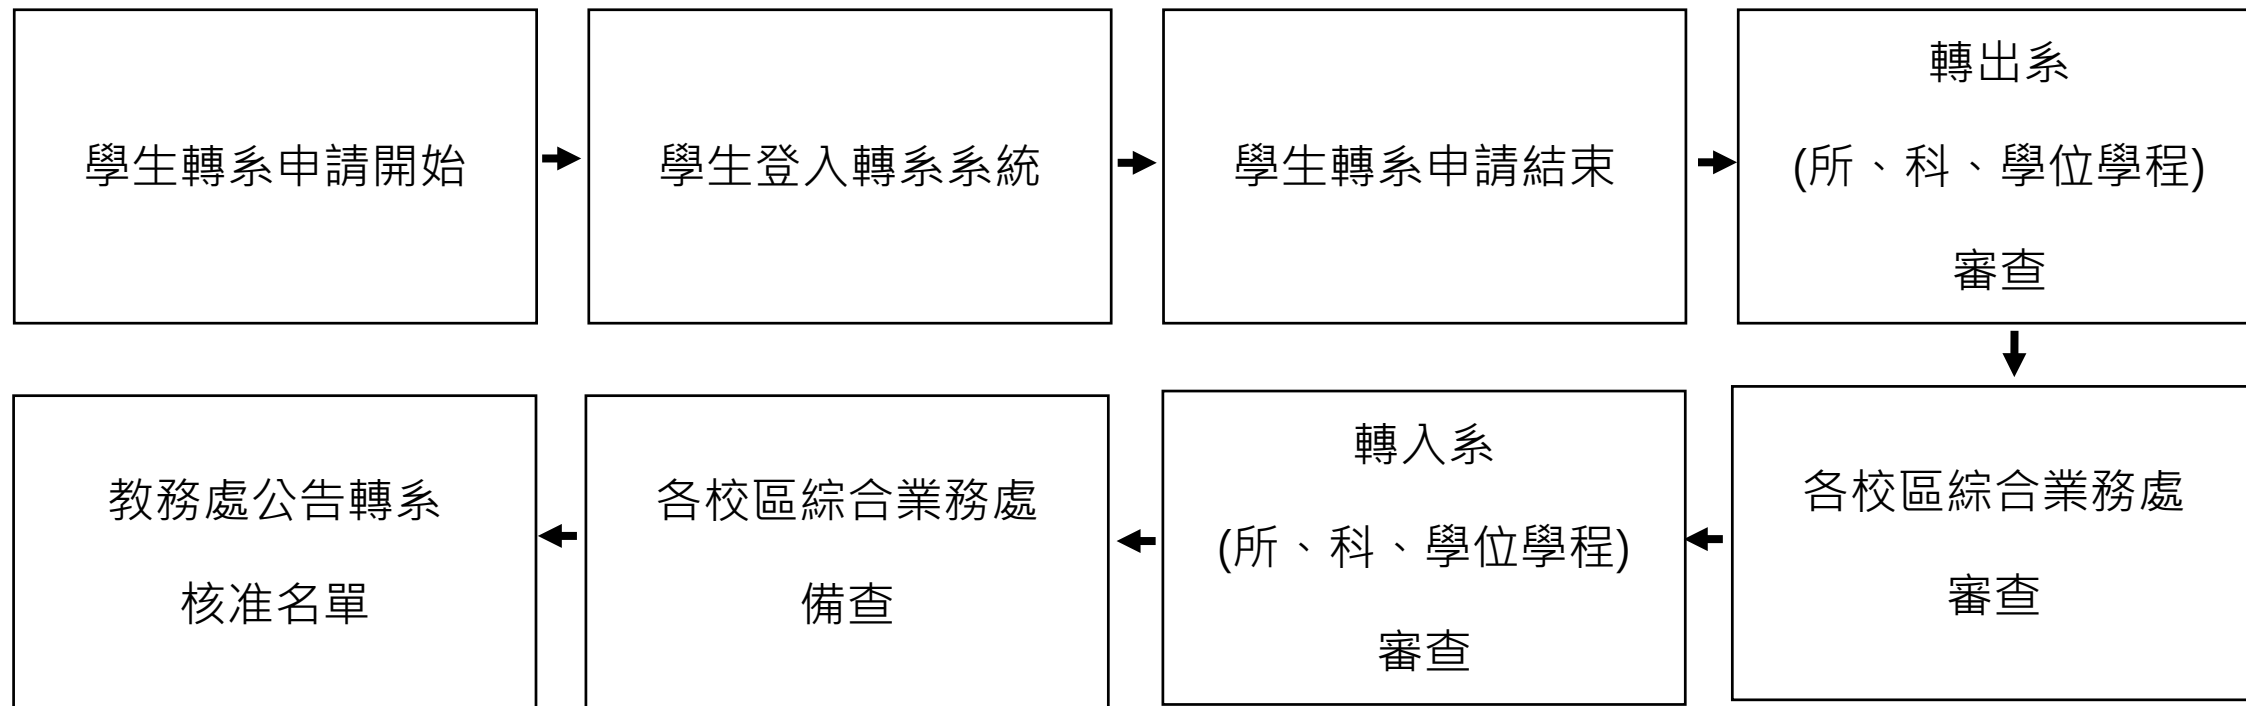 學生轉系申請開始
學生登入轉系系統
學生轉系申請結束
轉出系
(所、科、學位學程)
審查
各校區綜合業務處
審查
轉入系
(所、科、學位學程)
審查
各校區綜合業務處
備查
教務處公告轉系
核准名單